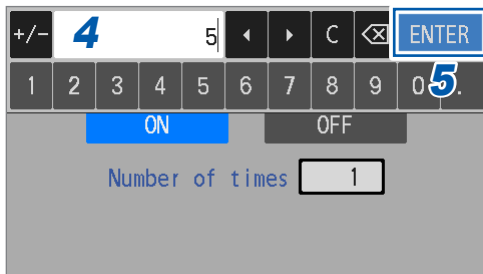 +/- 4 5 C ENTER
1 2 3 4 5 6 7 8 9 0 5 .
ON OFF
Number of times 1